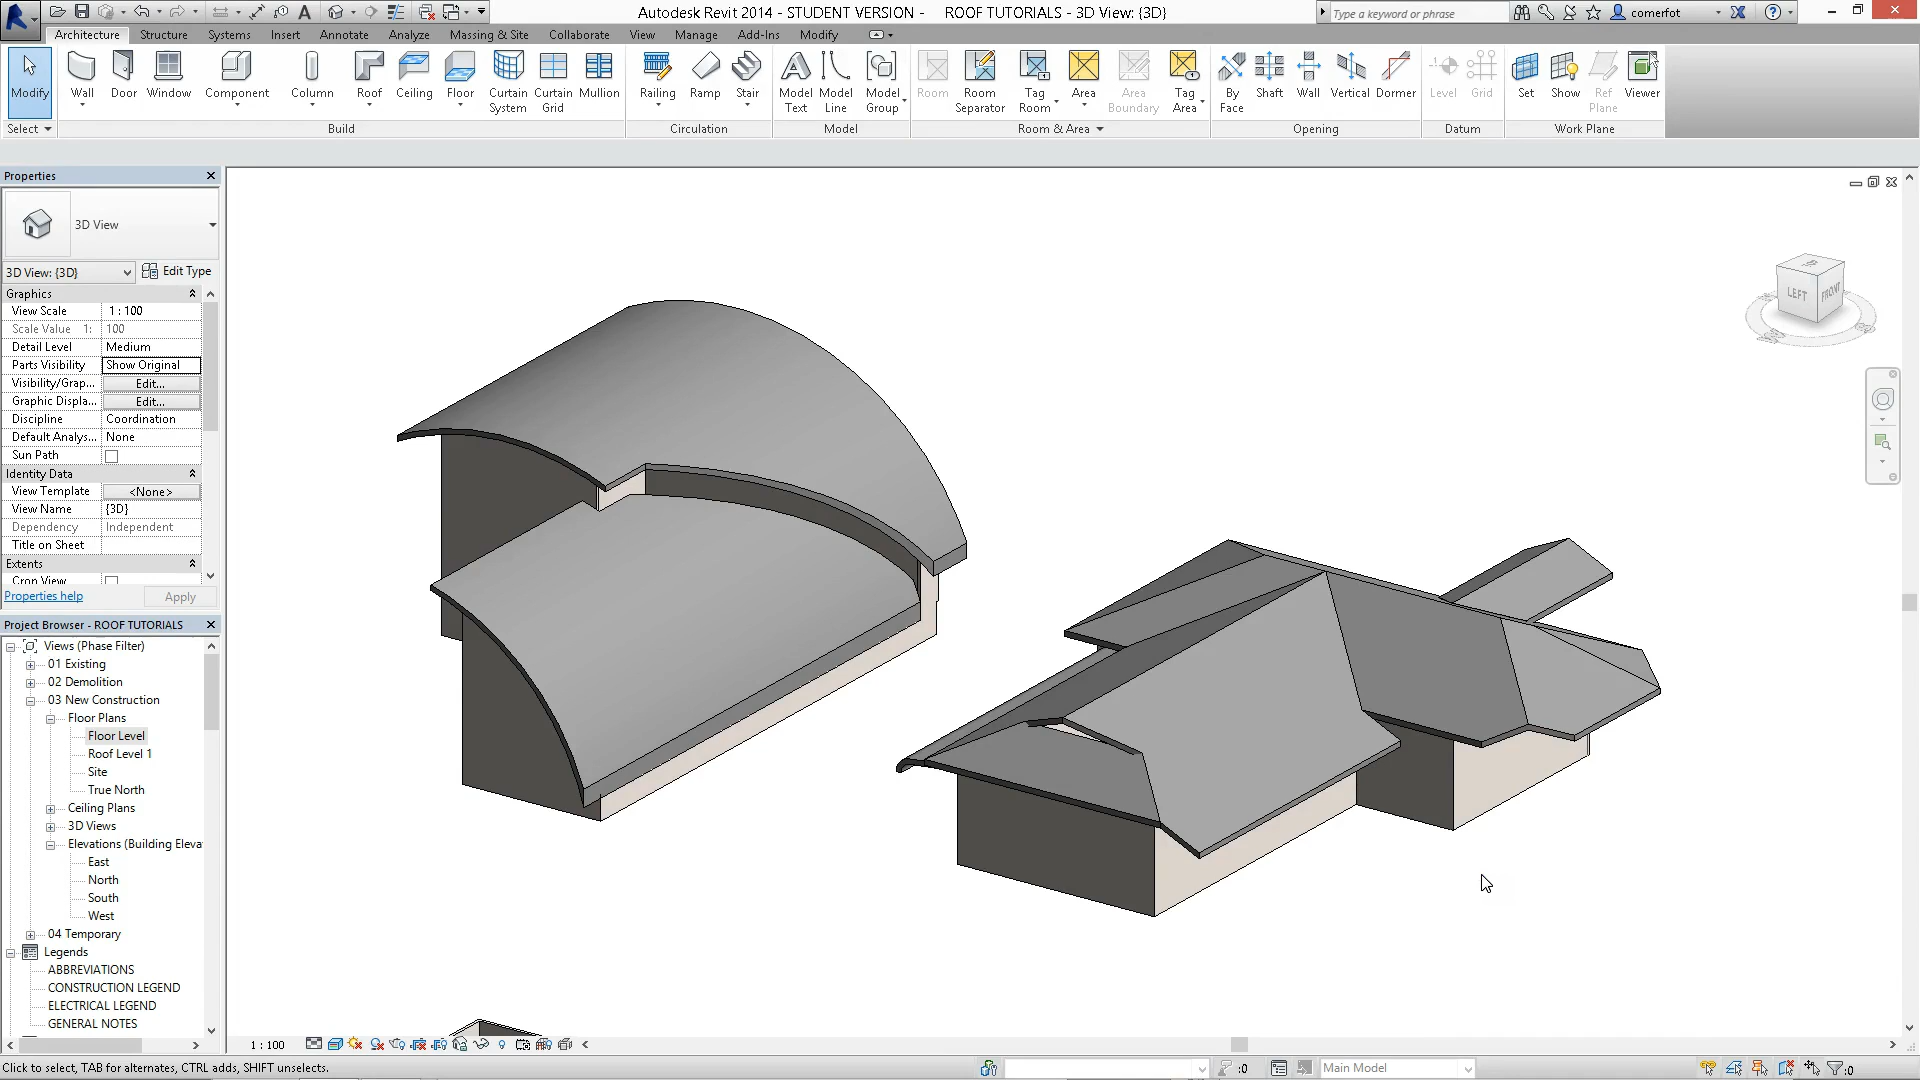 Autodesk Revit 2014 - STUDENT VERSION - ROOF TUTORIALS - 3D View: {3D}
Type a keyword or phrase
comerfot
Architecture Structure Systems Insert Annotate Analyze Massing & Site Collaborate View Manage Add-Ins Modify
Modify Wall Door Window Component Column Roof Ceiling Floor Curtain System Curtain Grid Mullion Railing Ramp Stair Model Text Model Line Model Group Room Room Separator Tag Room Area Area Boundary Tag Area By Face Shaft Wall Vertical Dormer Level Grid Set Show Ref Plane Viewer
Select Build Circulation Model Room & Area Opening Datum Work Plane
Properties
3D View
3D View: {3D} Edit Type
Graphics
View Scale 1 : 100
Scale Value 1: 100
Detail Level Medium
Parts Visibility Show Original
Visibility/Grap... Edit...
Graphic Displa... Edit...
Discipline Coordination
Default Analys... None
Sun Path
Identity Data
View Template <None>
View Name {3D}
Dependency Independent
Title on Sheet
Extents
Crop View
Properties help Apply
Project Browser - ROOF TUTORIALS
Views (Phase Filter)
01 Existing
02 Demolition
03 New Construction
Floor Plans
Floor Level
Roof Level 1
Site
True North
Ceiling Plans
3D Views
Elevations (Building Eleva
East
North
South
West
04 Temporary
Legends
ABBREVIATIONS
CONSTRUCTION LEGEND
ELECTRICAL LEGEND
GENERAL NOTES
LEFT FRONT
1 : 100
Click to select, TAB for alternates, CTRL adds, SHIFT unselects.
:0 Main Model :0